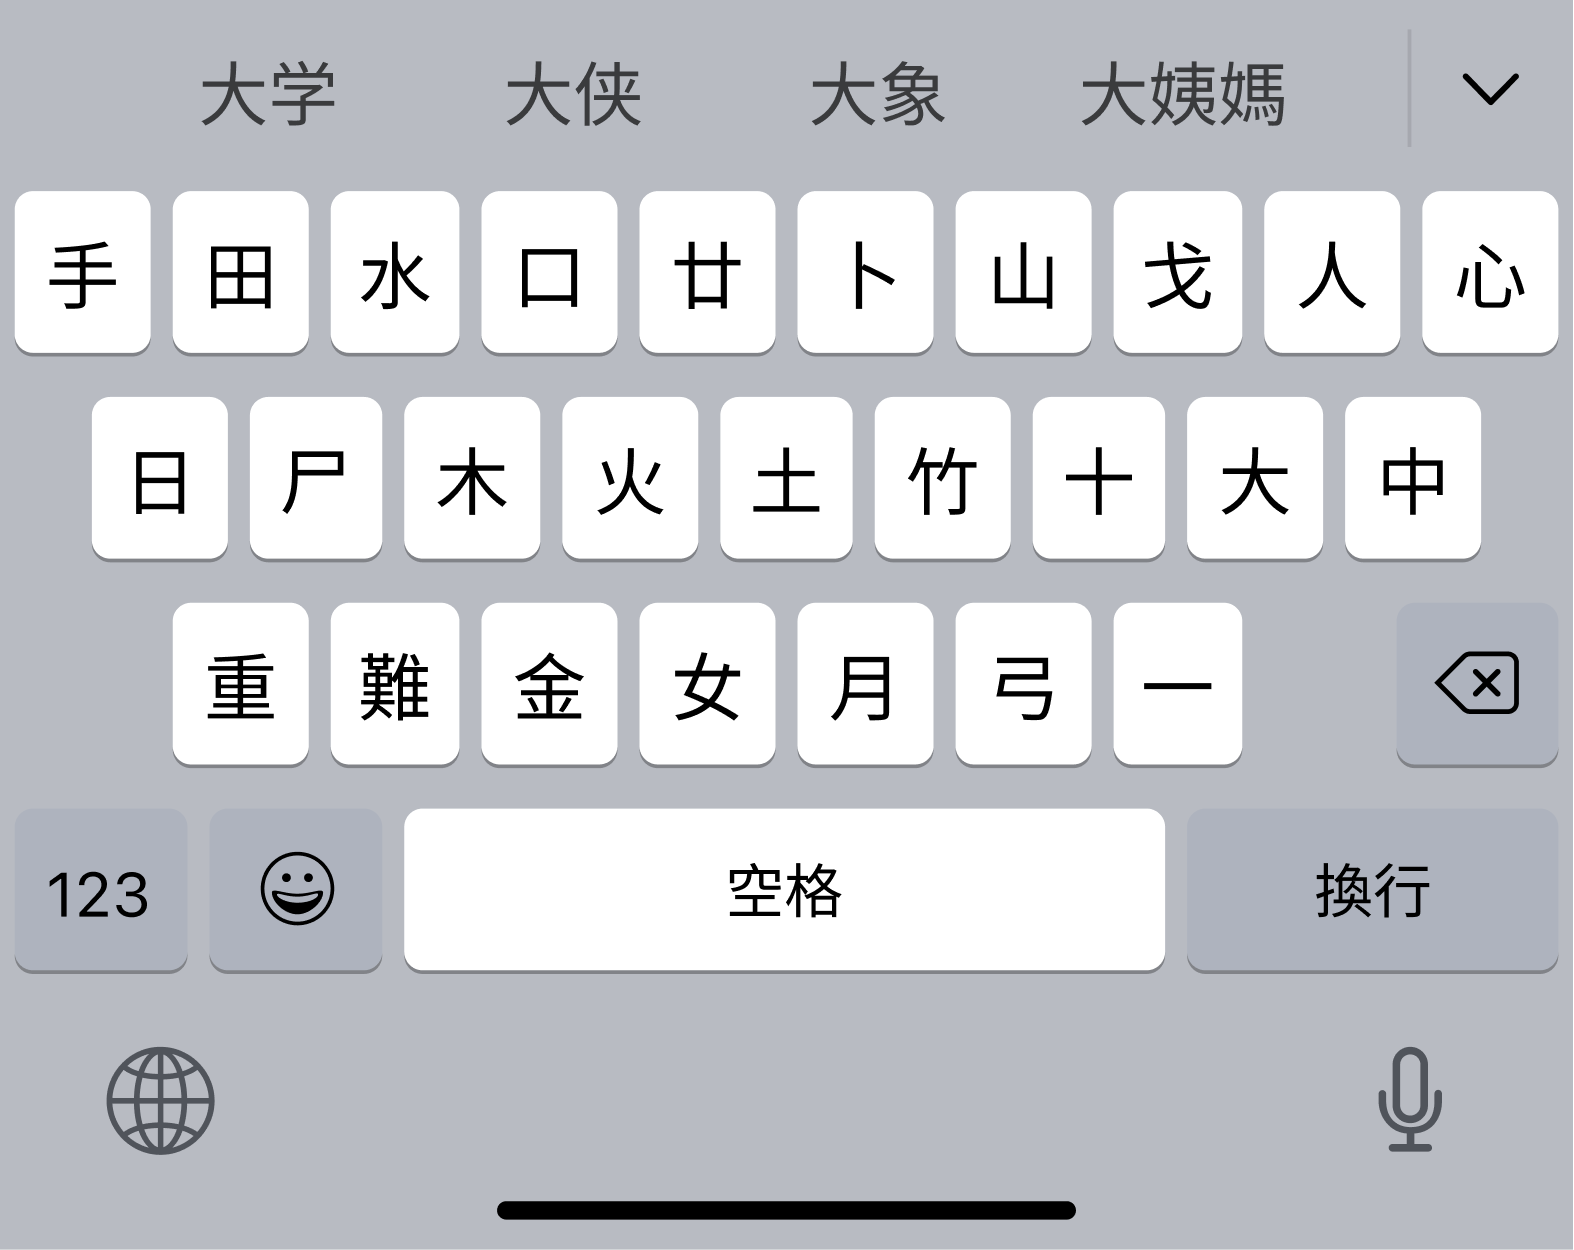 大学 大侠 大象 大姨媽
手 田 水 口 廿 卜 山 戈 人 心
日 尸 木 火 土 竹 十 大 中
重 難 金 女 月 弓 一
123 空格 換行